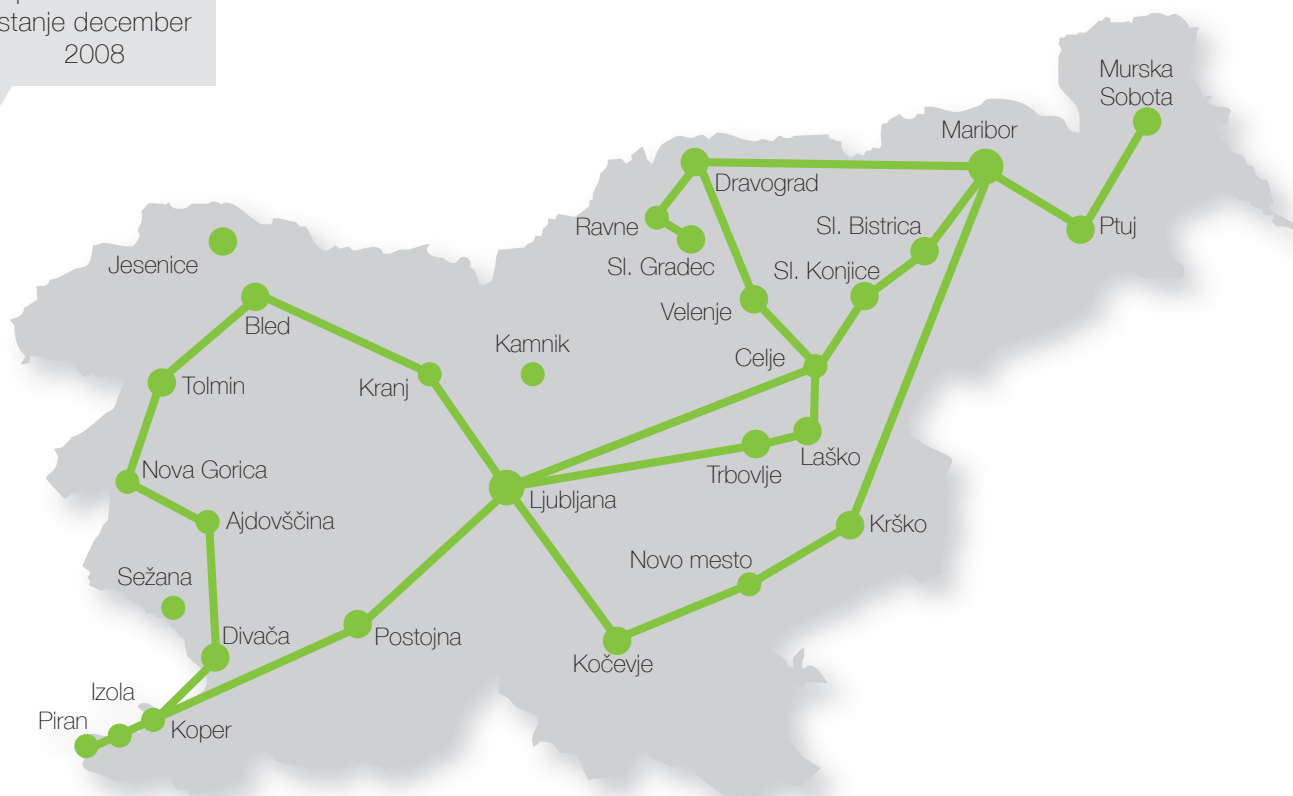 stanje december
2008
Murska
Sobota
Maribor
Dravograd
Ravne
Sl. Bistrica
Ptuj
Jesenice
Sl. Gradec
Sl. Konjice
Velenje
Bled
Kamnik
Celje
Tolmin
Kranj
Laško
Trbovlje
Nova Gorica
Ljubljana
Ajdovščina
Krško
Novo mesto
Sežana
Divača
Postojna
Kočevje
Izola
Piran
Koper